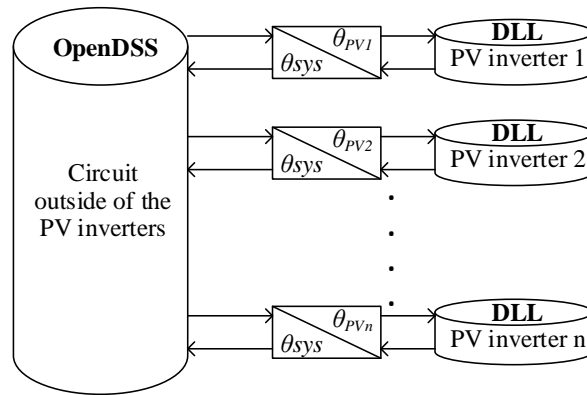 OpenDSS
Circuit
outside of the
PV inverters
θPV1
θsys
DLL
PV inverter 1
θPV2
θsys
DLL
PV inverter 2
θPVn
θsys
DLL
PV inverter n